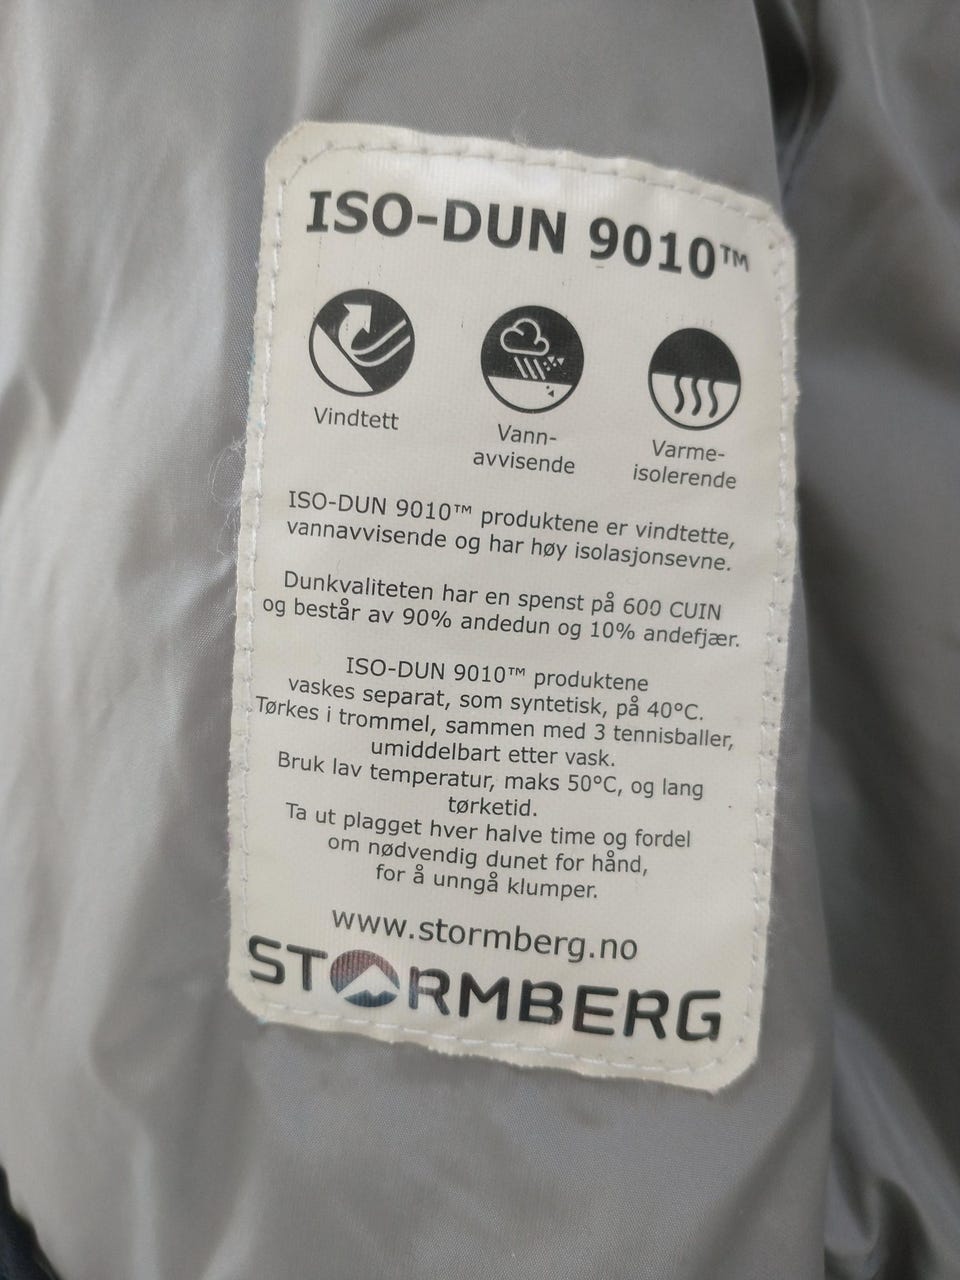 ISO-DUN 9010™
Vindtett
Vann-
avvisende
Varme-
isolerende
ISO-DUN 9010™ produktene er vindtette,
vannavvisende og har høy isolasjonsevne.
Dunkvaliteten har en spenst på 600 CUIN
og består av 90% andedun og 10% andefjær.
ISO-DUN 9010™ produktene
vaskes separat, som syntetisk, på 40°C.
Tørkes i trommel, sammen med 3 tennisballer,
umiddelbart etter vask.
Bruk lav temperatur, maks 50°C, og lang
tørketid.
Ta ut plagget hver halve time og fordel
om nødvendig dunet for hånd,
for å unngå klumper.
www.stormberg.no
STORMBERG